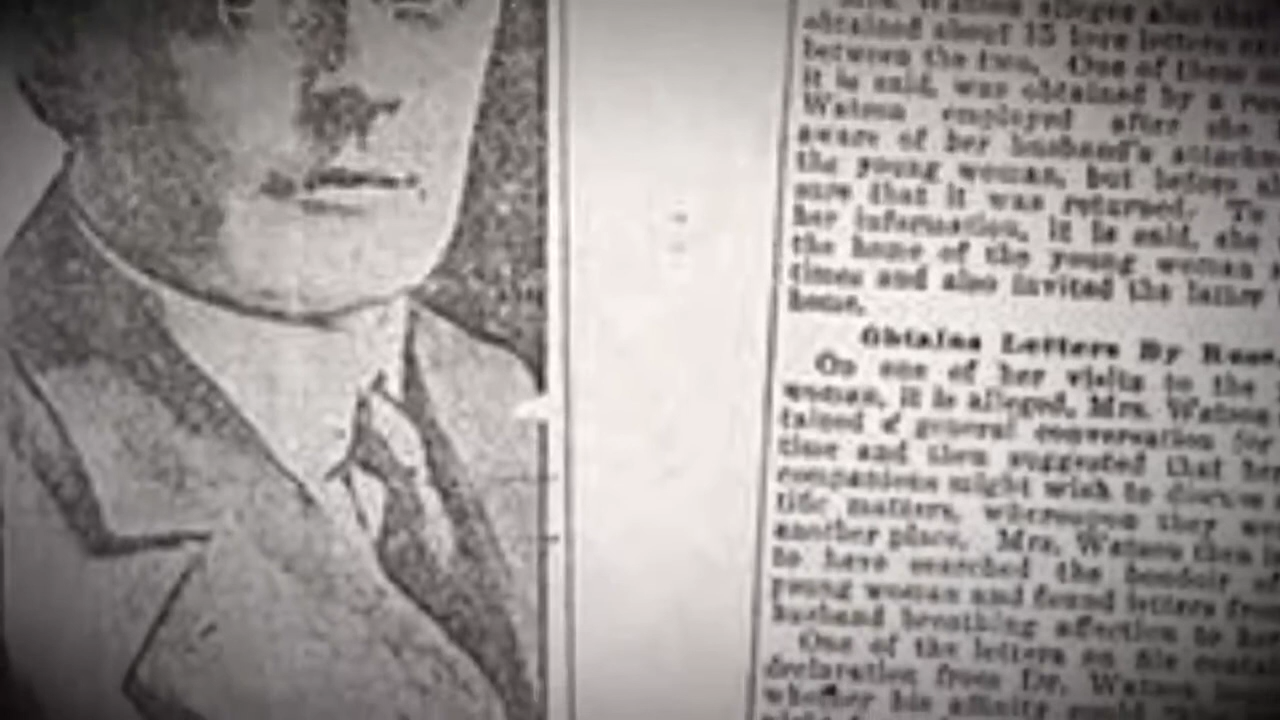 Mrs. Watson alleges also that
obtained about 15 love letters
between the two. One of them
it is said, was obtained by a
Watson employed after she
aware of her husband's
the young woman, but before
sure that it was returned. To
her information, it is said, she
the home of the young woman
times and also invited the latter
home.
Obtains Letters By
On one of her visits to the
woman, it is alleged, Mrs. Watson
tained a general conversation for
time and then suggested that her
companions might wish to discuss
tific matters, whereupon they
another place. Mrs. Watson then
to have searched the boudoir of
young woman and found letters from
husband breathing affection to her
One of the letters on file
declaration from Dr. Watson
whether his affinity could